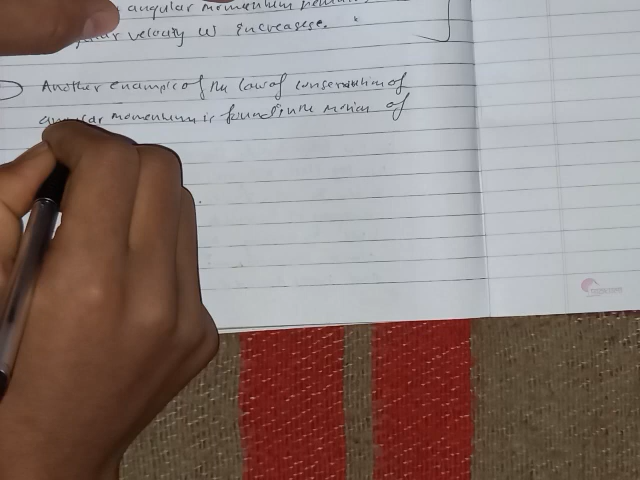 angular momentum
velocity W increasese.
Another example of the law of conservation of
angular momentum is found in the motion of